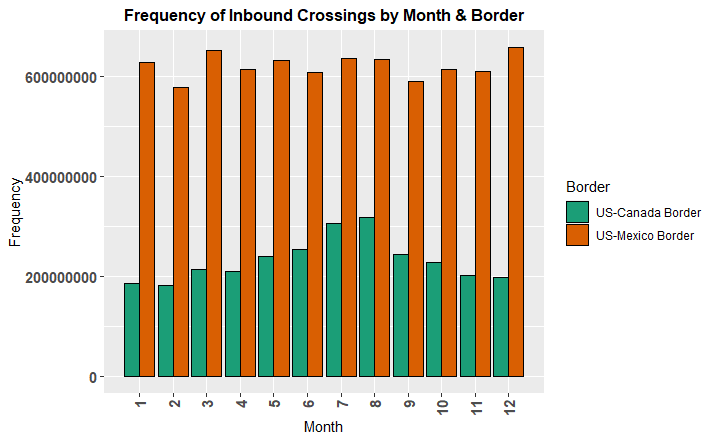 Frequency of Inbound Crossings by Month & Border
Frequency
600000000
400000000
200000000
0
1 2 3 4 5 6 7 8 9 10 11 12
Month
Border
US-Canada Border
US-Mexico Border